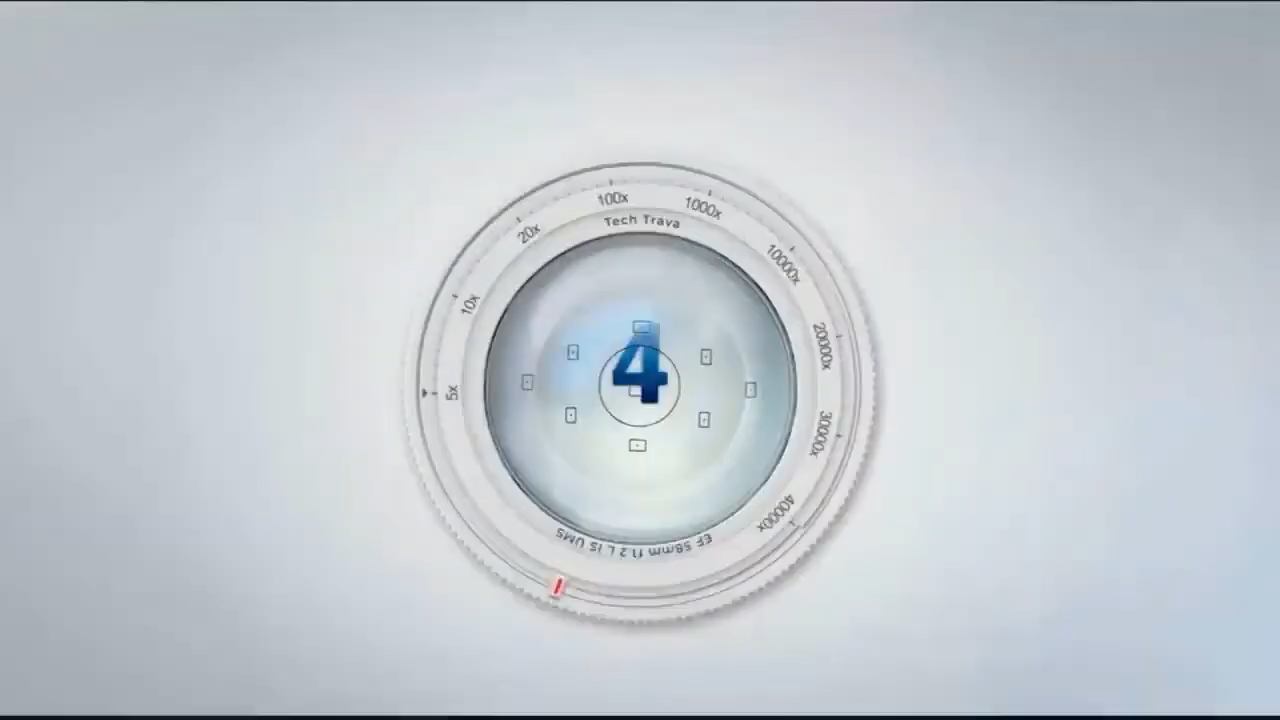 5x
10x
20x
100x
1000x
10000x
20000x
30000x
40000x
Tech Trava
4
EF 58mm f1.2 L IS UMS